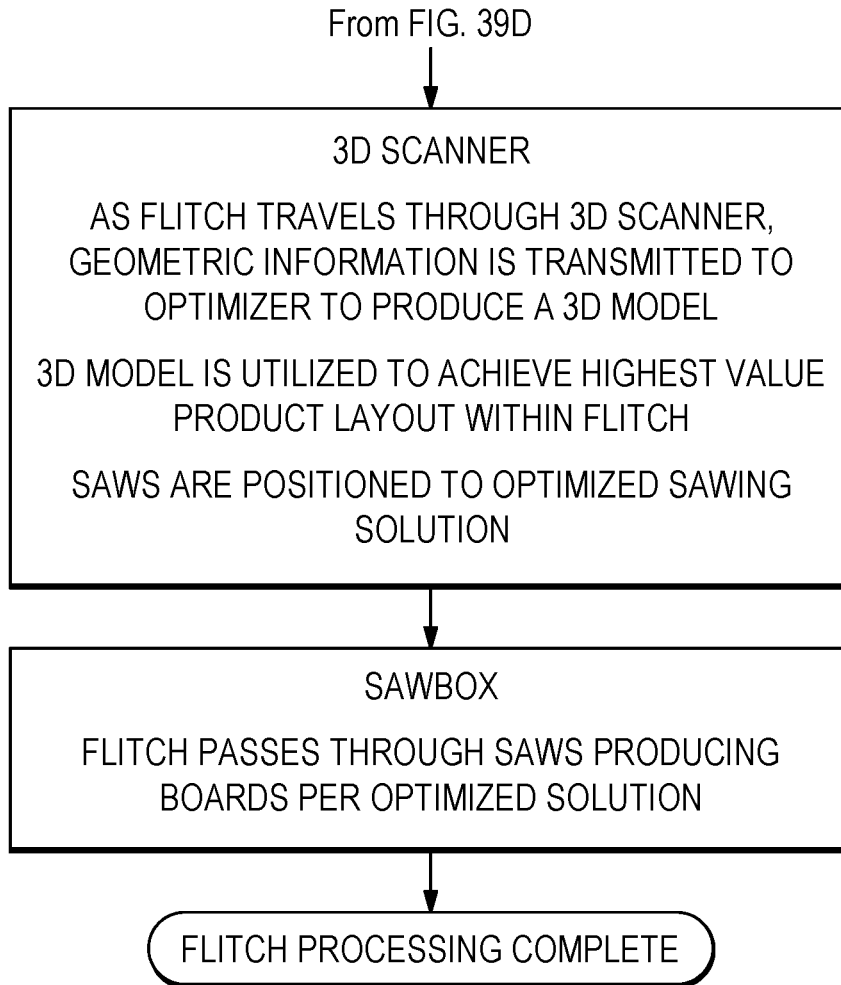 From FIG. 39D
3D SCANNER
AS FLITCH TRAVELS THROUGH 3D SCANNER,
GEOMETRIC INFORMATION IS TRANSMITTED TO
OPTIMIZER TO PRODUCE A 3D MODEL
3D MODEL IS UTILIZED TO ACHIEVE HIGHEST VALUE
PRODUCT LAYOUT WITHIN FLITCH
SAWS ARE POSITIONED TO OPTIMIZED SAWING
SOLUTION
SAWBOX
FLITCH PASSES THROUGH SAWS PRODUCING
BOARDS PER OPTIMIZED SOLUTION
FLITCH PROCESSING COMPLETE